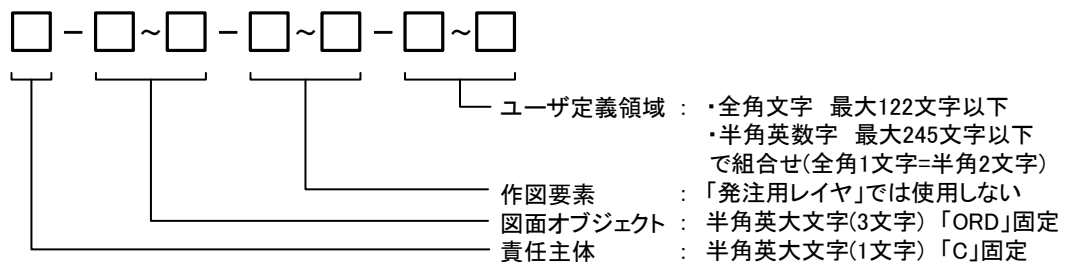 □－□～□－□～□－□～□
ユーザ定義領域 ： ・全角文字 最大122文字以下
・半角英数字 最大245文字以下
で組合せ(全角1文字=半角2文字)
作図要素 ： 「発注用レイヤ」では使用しない
図面オブジェクト ： 半角英大文字(3文字) 「ORD」固定
責任主体 ： 半角英大文字(1文字) 「C」固定